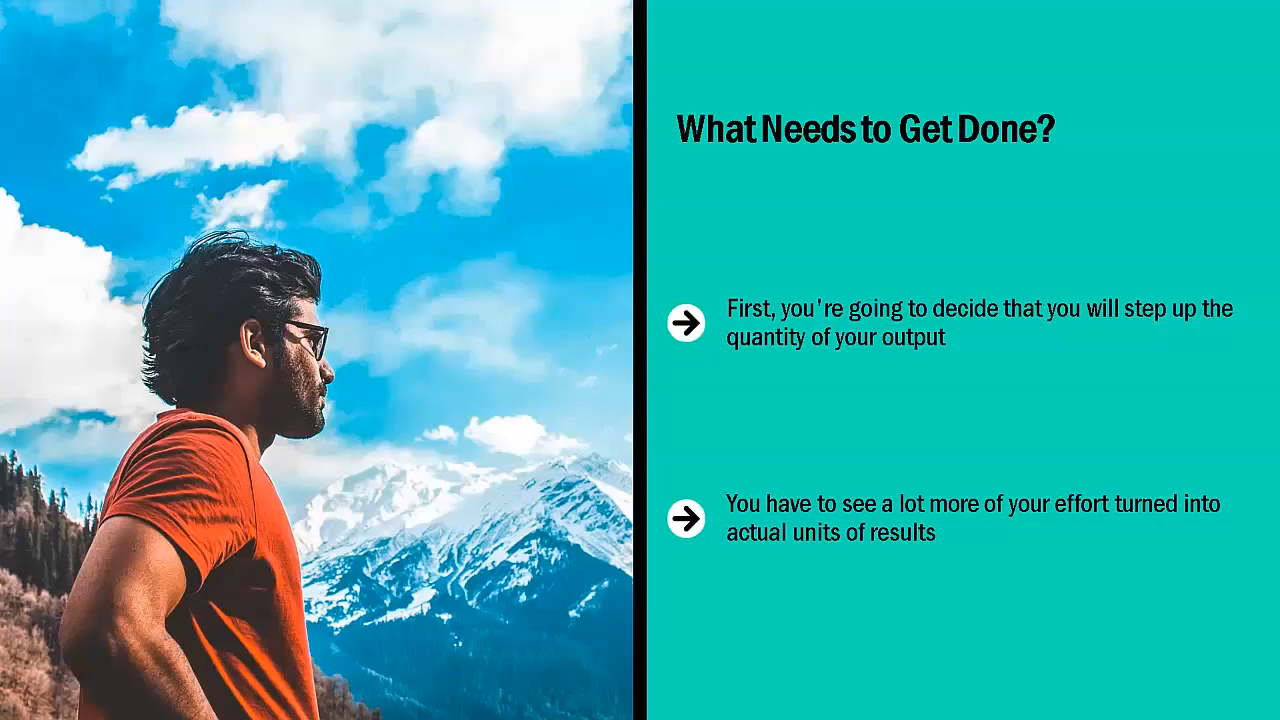 What Needs to Get Done?
First, you're going to decide that you will step up the
quantity of your output
You have to see a lot more of your effort turned into
actual units of results